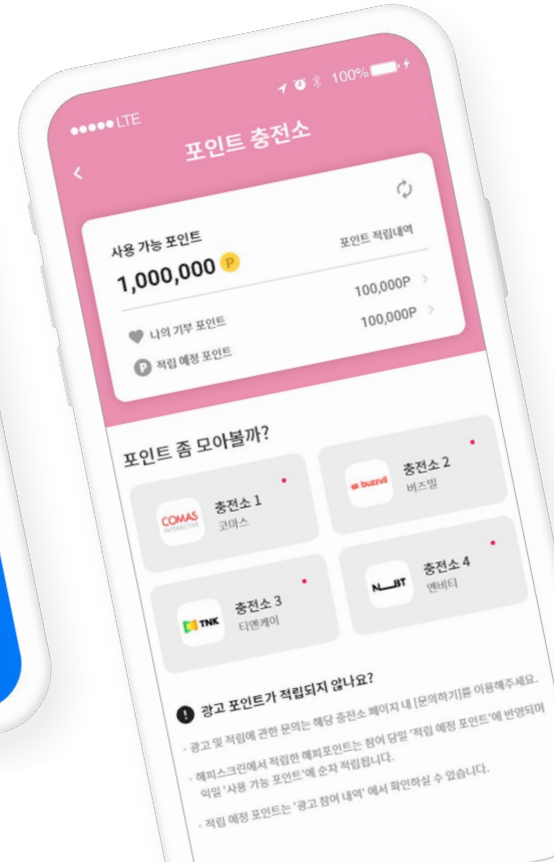 LTE
100%
포인트 충전소
사용 가능 포인트
1,000,000 P
포인트 적립내역
나의 기부 포인트
100,000P
P 적립 예정 포인트
100,000P
포인트 좀 모아볼까?
COMAS
INTERACTIVE
충전소 1
코마스
buzzvil
충전소 2
버즈빌
TNK
충전소 3
티앤케이
N__BT
충전소 4
엔비티
광고 포인트가 적립되지 않나요?
· 광고 및 적립에 관한 문의는 해당 충전소 페이지 내 [문의하기]를 이용해주세요.
· 해피스크린에서 적립한 해피포인트는 참여 당일 '적립 예정 포인트'에 반영되며
익일 '사용 가능 포인트'에 순차 적립됩니다.
· 적립 예정 포인트는 '광고 참여 내역' 에서 확인하실 수 있습니다.